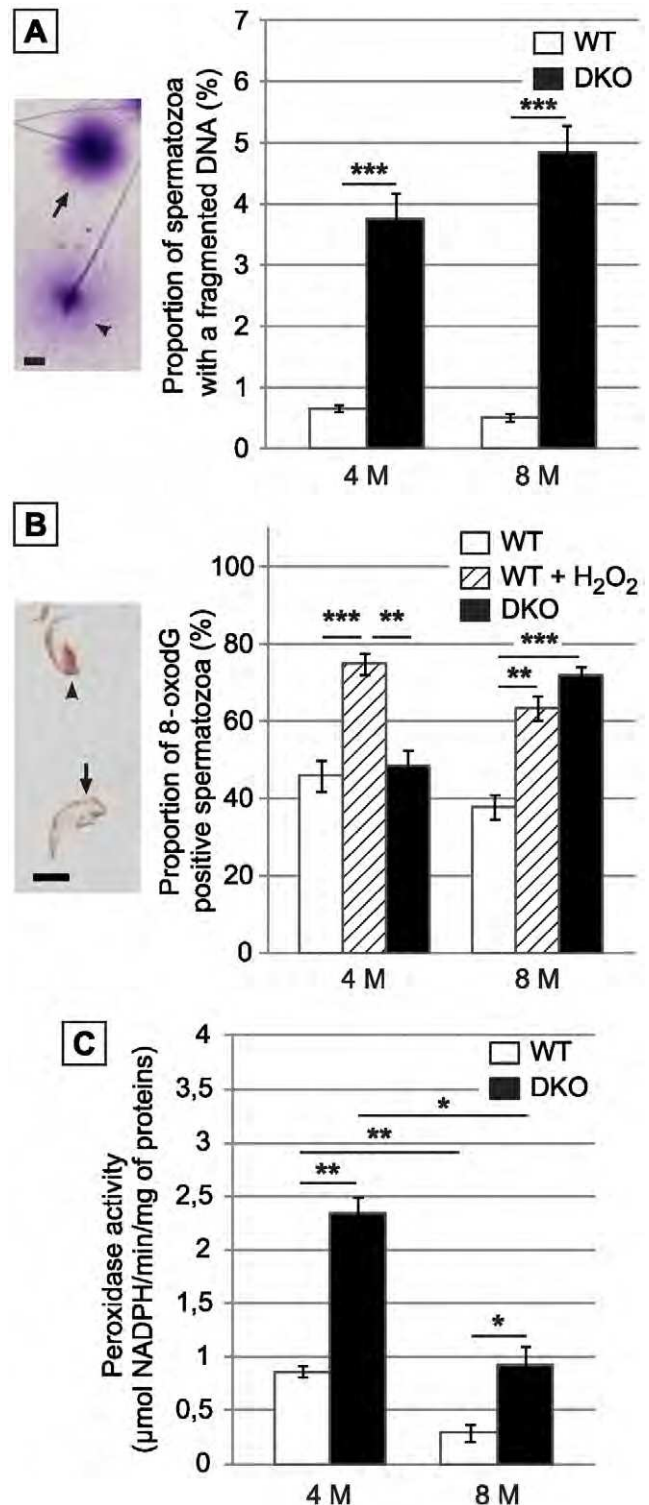 A
Proportion of spermatozoa
with a fragmented DNA (%)
7
6
5
4
3
2
1
0
WT
DKO
***
***
4 M
8 M
B
Proportion of 8-oxodG
positive spermatozoa (%)
100
80
60
40
20
0
WT
WT + H₂O₂
DKO
***
**
***
**
4 M
8 M
C
Peroxidase activity
(µmol NADPH/min/mg of proteins)
4
3,5
3
2,5
2
1,5
1
0,5
0
WT
DKO
*
**
**
*
4 M
8 M